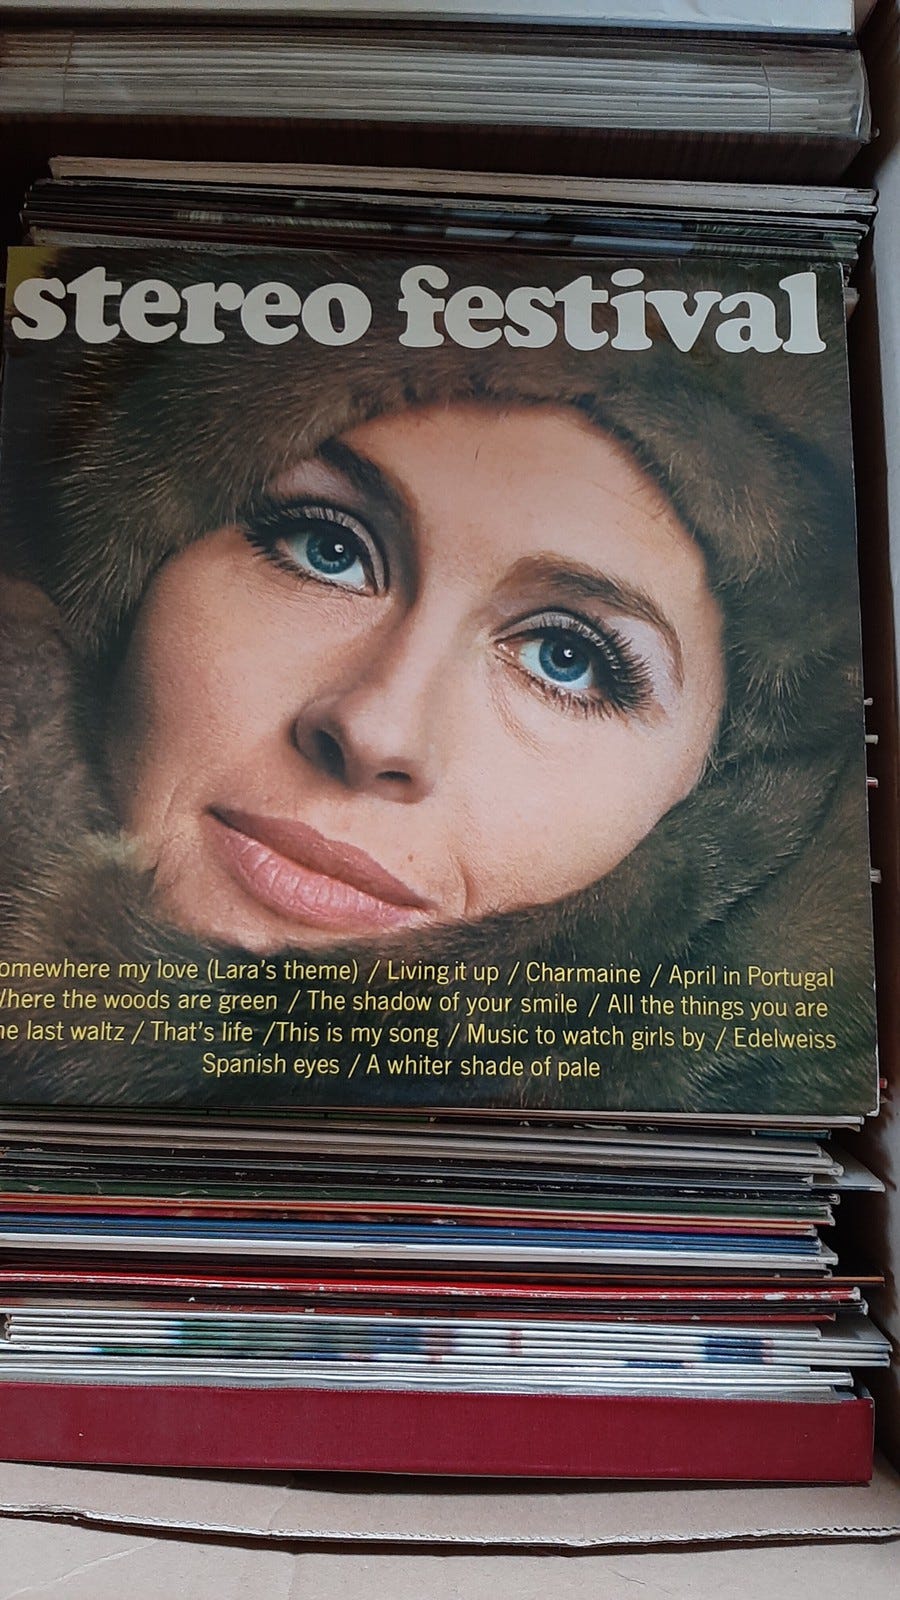 stereo festival
omewhere my love (Lara's theme) / Living it up / Charmaine / April in Portugal
here the woods are green / The shadow of your smile / All the things you are
he last waltz / That's life / This is my song / Music to watch girls by / Edelweiss
Spanish eyes / A whiter shade of pale